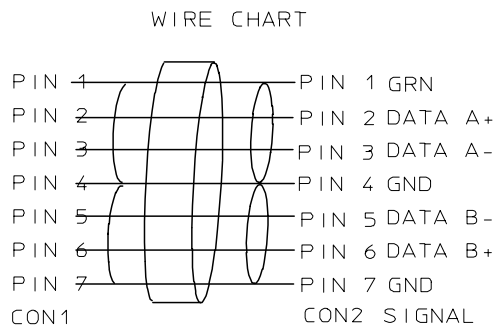 WIRE CHART
PIN 1 PIN 1 GRN
PIN 2 PIN 2 DATA A+
PIN 3 PIN 3 DATA A-
PIN 4 PIN 4 GND
PIN 5 PIN 5 DATA B-
PIN 6 PIN 6 DATA B+
PIN 7 PIN 7 GND
CON1 CON2 SIGNAL